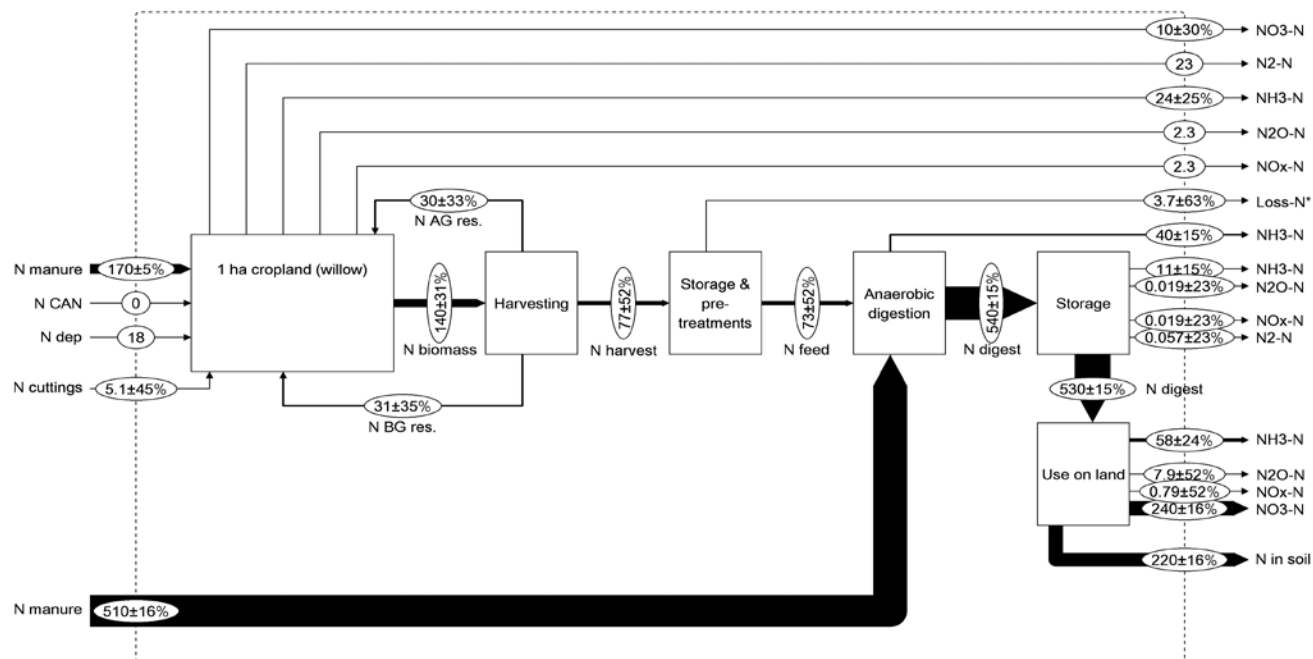 10±30% NO3-N
23 N2-N
24±25% NH3-N
2.3 N2O-N
2.3 NOx-N
30±33% 3.7±63% Loss-N*
N AG res.
40±15% NH3-N
N manure 170±5% 1 ha cropland (willow) 140±31% Harvesting 77±52% Storage & pre-treatments 73±52% Anaerobic digestion 540±15% Storage 11±15% NH3-N
0.019±23% N2O-N
N CAN 0
0.019±23% NOx-N
N dep 18 0.057±23% N2-N
N biomass N harvest N feed N digest
N cuttings 5.1±45% 530±15% N digest
31±35%
N BG res.
58±24% NH3-N
Use on land 7.9±52% N2O-N
0.79±52% NOx-N
240±16% NO3-N
220±16% N in soil
N manure 510±16%